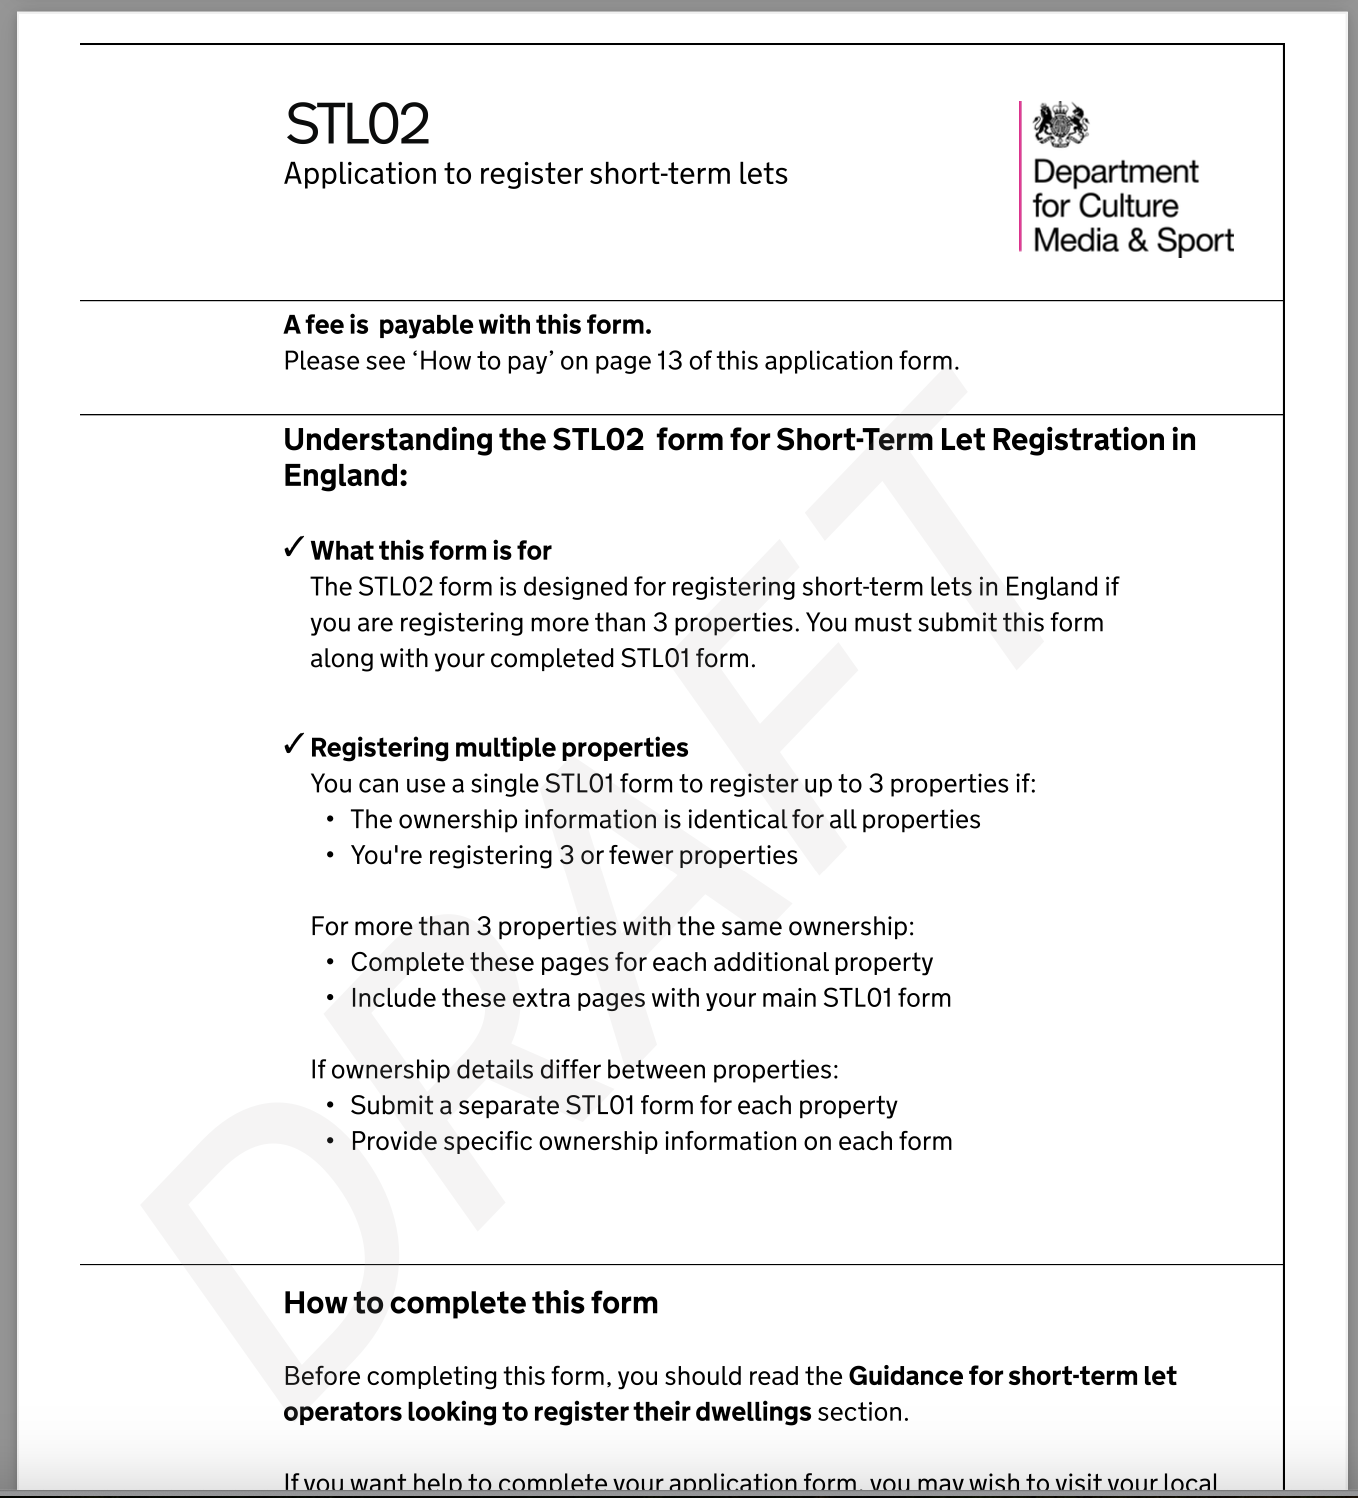 STL02
Application to register short-term lets
Department
for Culture
Media & Sport
A fee is  payable with this form.
Please see ‘How to pay’ on page 13 of this application form.
Understanding the STL02  form for Short-Term Let Registration in
England:
✓ What this form is for
The STL02 form is designed for registering short-term lets in England if
you are registering more than 3 properties. You must submit this form
along with your completed STL01 form.
✓ Registering multiple properties
You can use a single STL01 form to register up to 3 properties if:
• The ownership information is identical for all properties
• You're registering 3 or fewer properties
For more than 3 properties with the same ownership:
• Complete these pages for each additional property
• Include these extra pages with your main STL01 form
If ownership details differ between properties:
• Submit a separate STL01 form for each property
• Provide specific ownership information on each form
How to complete this form
Before completing this form, you should read the Guidance for short-term let
operators looking to register their dwellings section.
If you want help to complete your application form, you may wish to visit your local
DRAFT